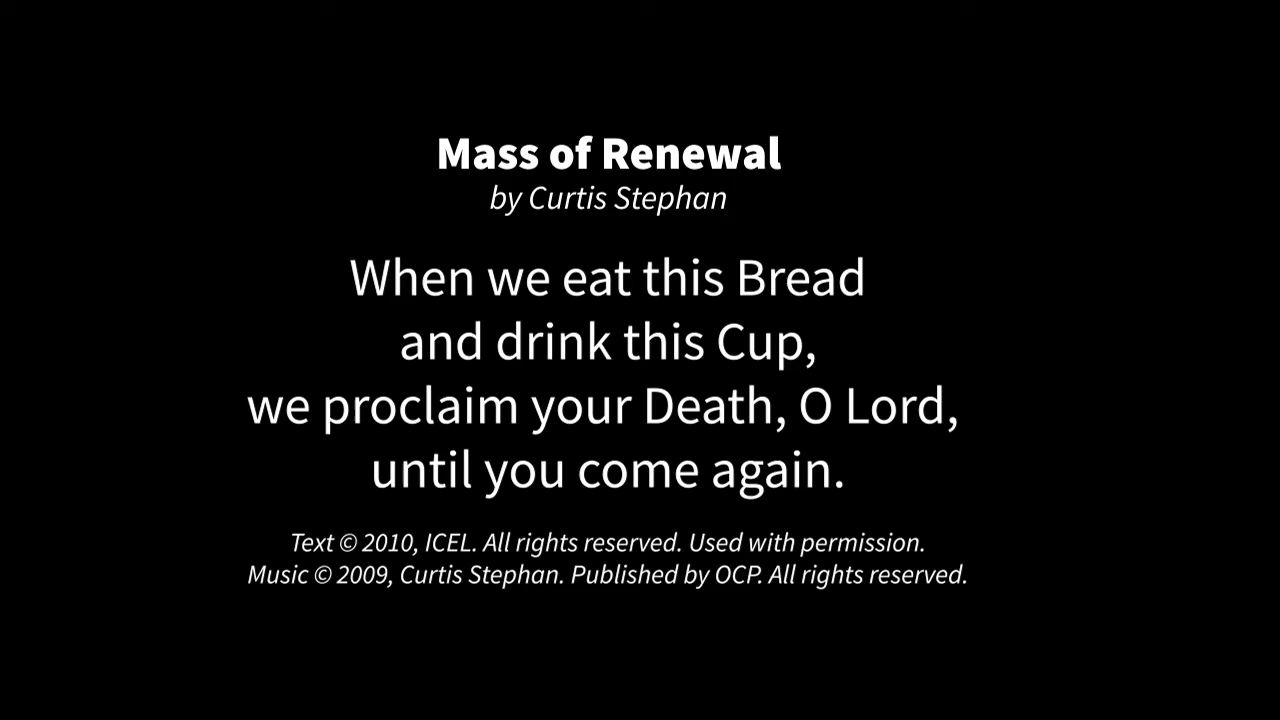 Mass of Renewal
by Curtis Stephan
When we eat this Bread
and drink this Cup,
we proclaim your Death, O Lord,
until you come again.
Text © 2010, ICEL. All rights reserved. Used with permission.
Music © 2009, Curtis Stephan. Published by OCP. All rights reserved.